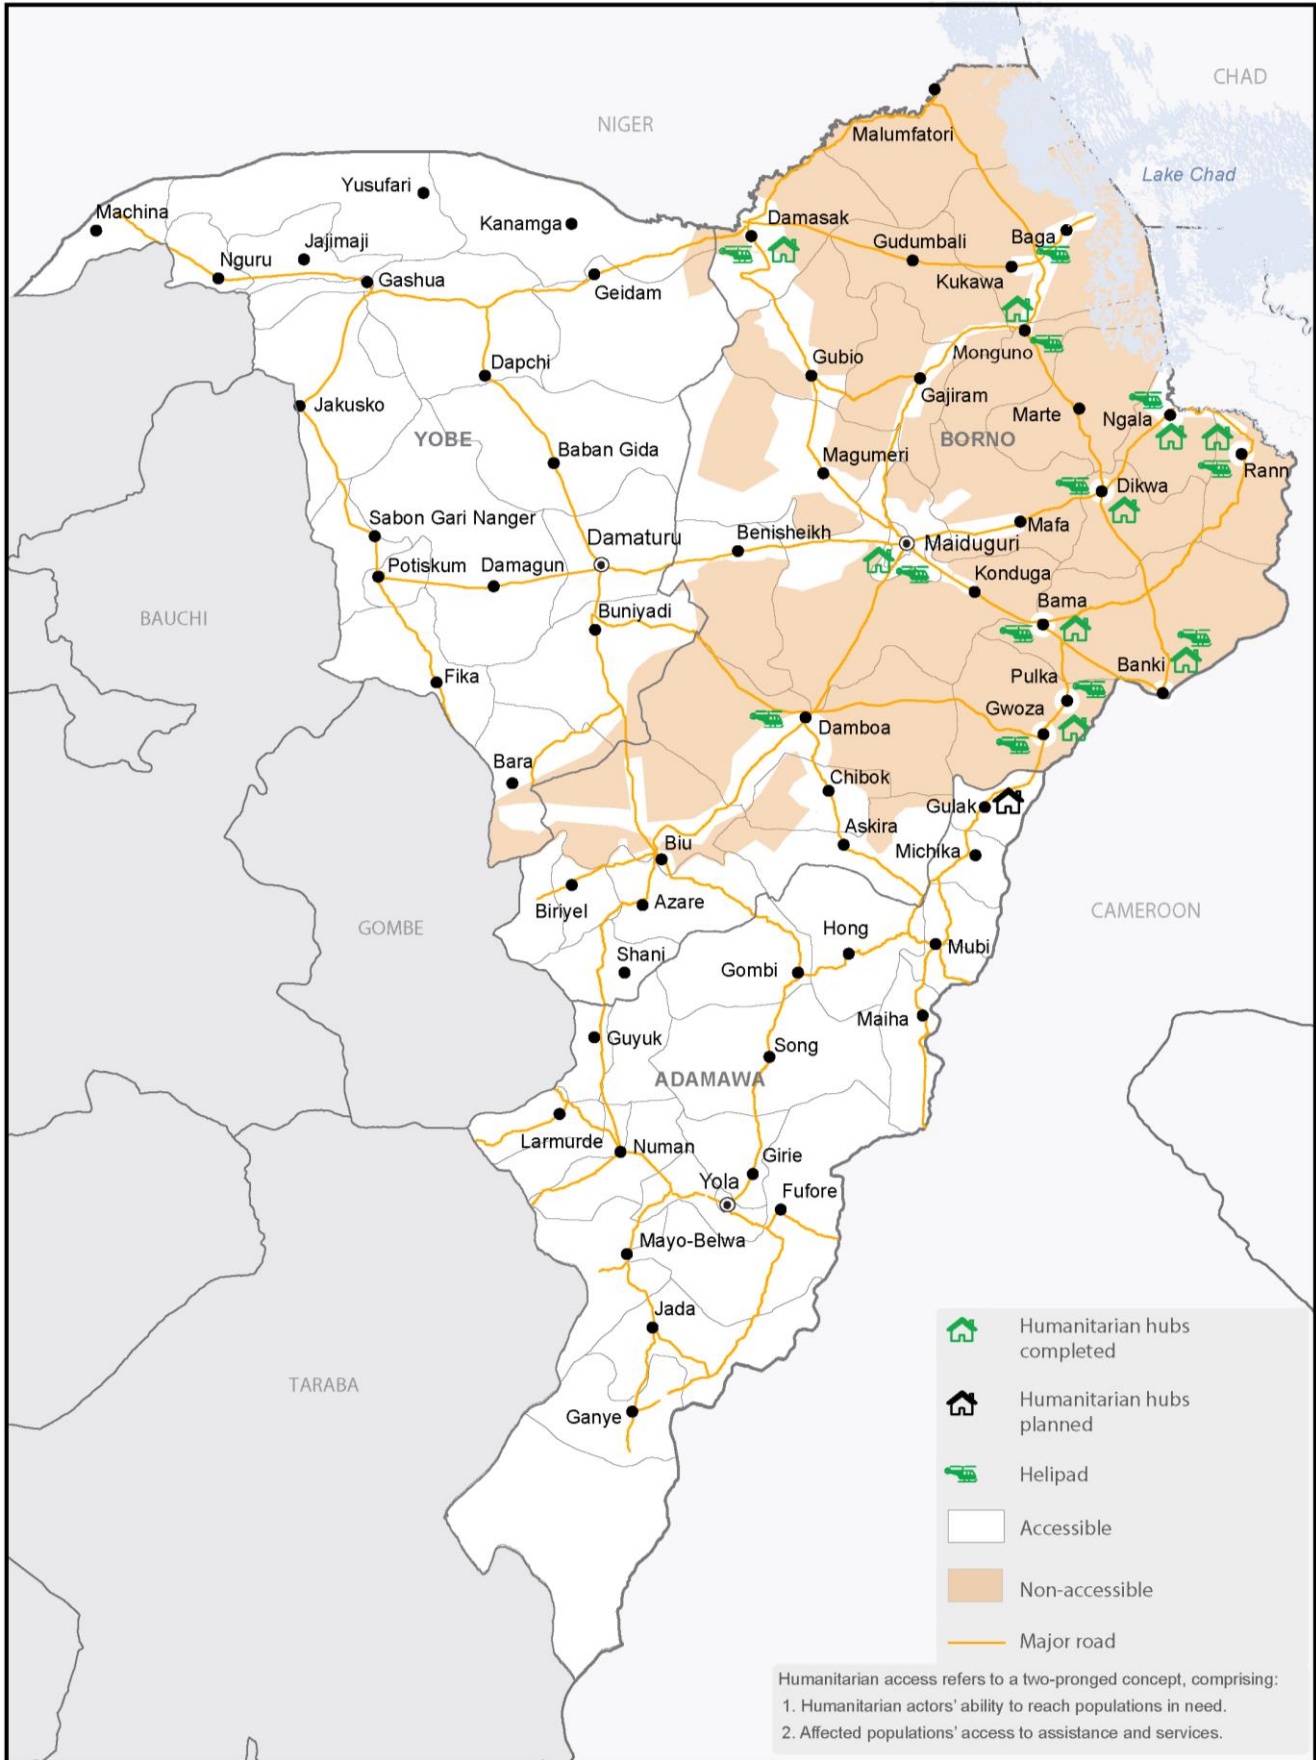 CHAD
NIGER
Malumfatori
Lake Chad
Yusufari
Machina
Kanamga
Damasak
Baga
Jajimaji
Gudumbali
Nguru
Kukawa
Gashua
Geidam
Monguno
Dapchi
Gubio
Gajiram
Jakusko
Marte
Ngala
YOBE
BORNO
Baban Gida
Magumeri
Rann
Dikwa
Sabon Gari Nanger
Mafa
Damaturu
Benisheikh
Maiduguri
Potiskum
Damagun
Konduga
Bama
BAUCHI
Buniyadi
Banki
Fika
Pulka
Gwoza
Damboa
Bara
Chibok
Gulak
Askira
Biu
Michika
Biriyel
Azare
CAMEROON
GOMBE
Hong
Mubi
Shani
Gombi
Maiha
Guyuk
Song
ADAMAWA
Larmurde
Numan
Girie
Yola
Fufore
Mayo-Belwa
Jada
TARABA
Ganye
Humanitarian hubs
completed
Humanitarian hubs
planned
Helipad
Accessible
Non-accessible
Major road
Humanitarian access refers to a two-pronged concept, comprising:
1. Humanitarian actors' ability to reach populations in need.
2. Affected populations' access to assistance and services.